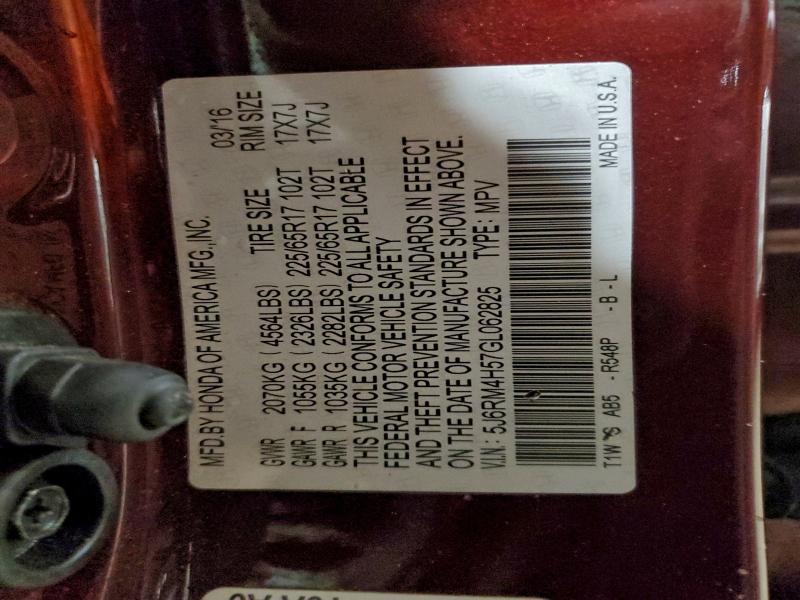 MFD.BY HONDA OF AMERICA MFG.,INC. 03/16
TIRE SIZE RIM SIZE
GVWR 2070KG ( 4564LBS)
GAWR F 1055KG ( 2326LBS) 225/65R17 102T 17X7J
GAWR R 1035KG ( 2282LBS) 225/65R17 102T 17X7J
THIS VEHICLE CONFORMS TO ALL APPLICABLE
FEDERAL MOTOR VEHICLE SAFETY
AND THEFT PREVENTION STANDARDS IN EFFECT
ON THE DATE OF MANUFACTURE SHOWN ABOVE.
V.I.N.: 5J6RM4H57GL062825 TYPE: MPV
AB5 - R548P - B - L MADE IN U.S.A.